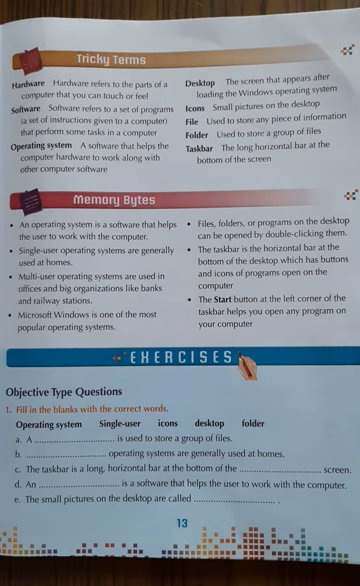 Tricky Terms
Hardware Hardware refers to the parts of a
computer that you can touch or feel
Software Software refers to a set of programs
(a set of instructions given to a computer)
that perform some tasks in a computer
Operating system A software that helps the
computer hardware to work along with
other computer software
Desktop The screen that appears after
loading the Windows operating system
Icons Small pictures on the desktop
File Used to store any piece of information
Folder Used to store a group of files
Taskbar The long horizontal bar at the
bottom of the screen
Memory Bytes
• An operating system is a software that helps
the user to work with the computer.
• Single-user operating systems are generally
used at homes.
• Multi-user operating systems are used in
offices and big organizations like banks
and railway stations.
• Microsoft Windows is one of the most
popular operating systems.
• Files, folders, or programs on the desktop
can be opened by double-clicking them.
• The taskbar is the horizontal bar at the
bottom of the desktop which has buttons
and icons of programs open on the
computer
• The Start button at the left corner of the
taskbar helps you open any program on
your computer
EXERCISES
Objective Type Questions
1. Fill in the blanks with the correct words.
Operating system Single-user icons desktop folder
a. A .............................. is used to store a group of files.
b. .............................. operating systems are generally used at homes.
c. The taskbar is a long, horizontal bar at the bottom of the .............................. screen.
d. An .............................. is a software that helps the user to work with the computer.
e. The small pictures on the desktop are called .............................. .
13